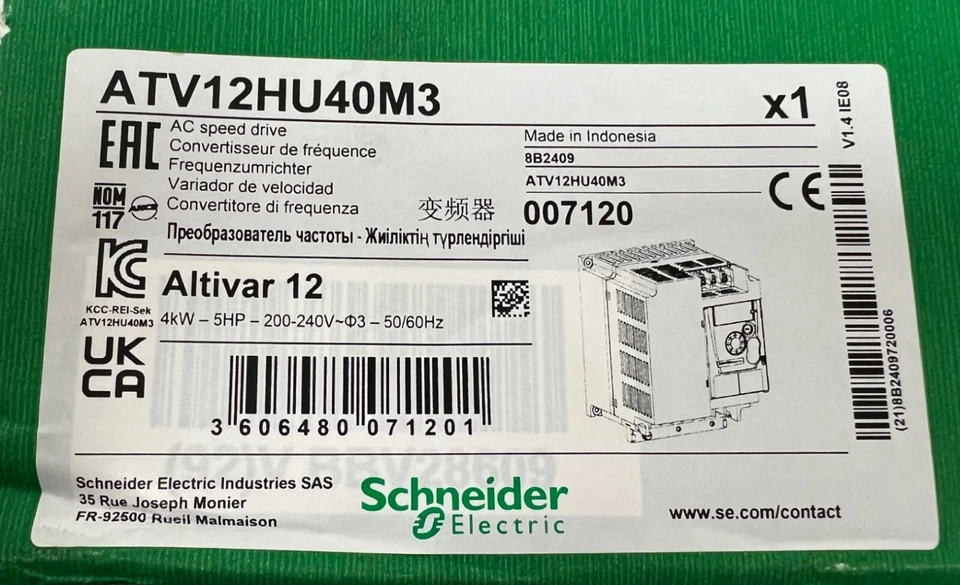 ATV12HU40M3
x1
V1.4 IE08
EAC
AC speed drive
Convertisseur de fréquence
Frequenzumrichter
Variador de velocidad
Convertitore di frequenza
变频器
Преобразователь частоты - Жиіліктің түрлендіргіші
Made in Indonesia
8B2409
ATV12HU40M3
007120
CE
NOM
117
ANCE
KC
KCC-REI-Sek
ATV12HU40M3
UK
CA
Altivar 12
4kW – 5HP – 200-240V~Φ3 – 50/60Hz
3 606480 071201
(21)8B2409720006
Schneider Electric Industries SAS
35 Rue Joseph Monier
FR-92500 Rueil Malmaison
Schneider
Electric
www.se.com/contact